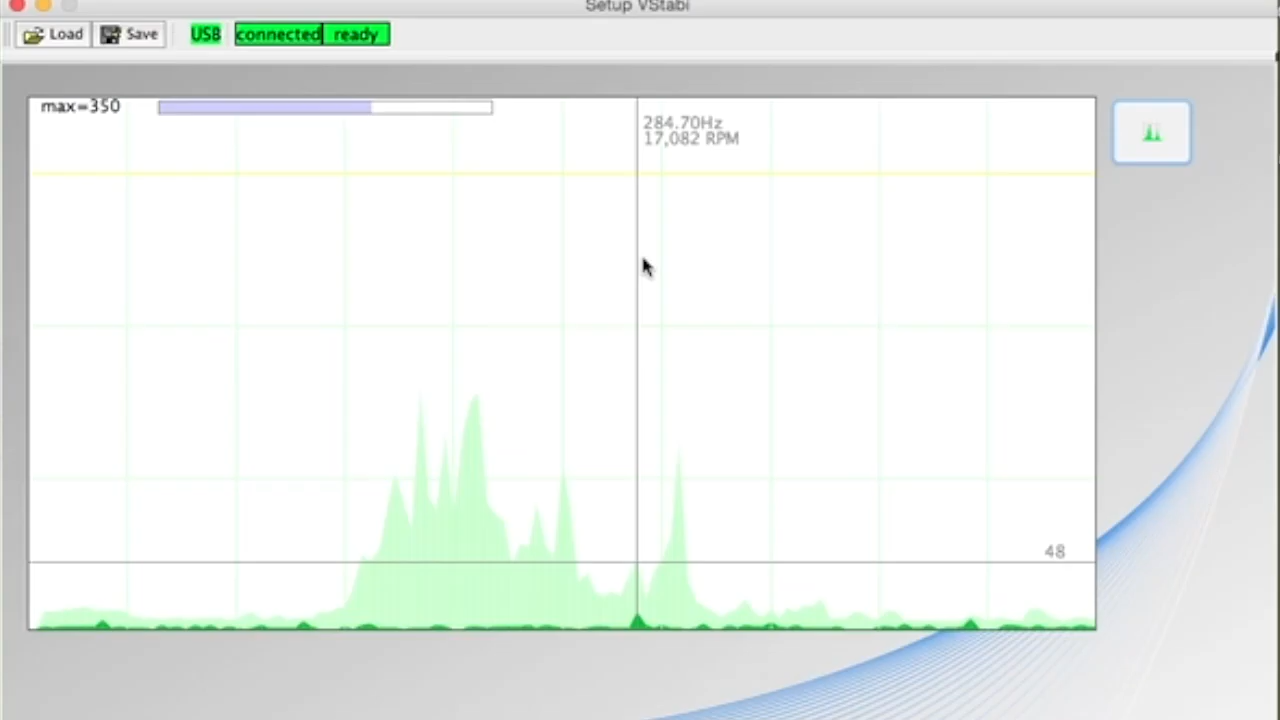 Setup VStabi
Load Save USB connected ready
max=350
284.70Hz
17,082 RPM
48